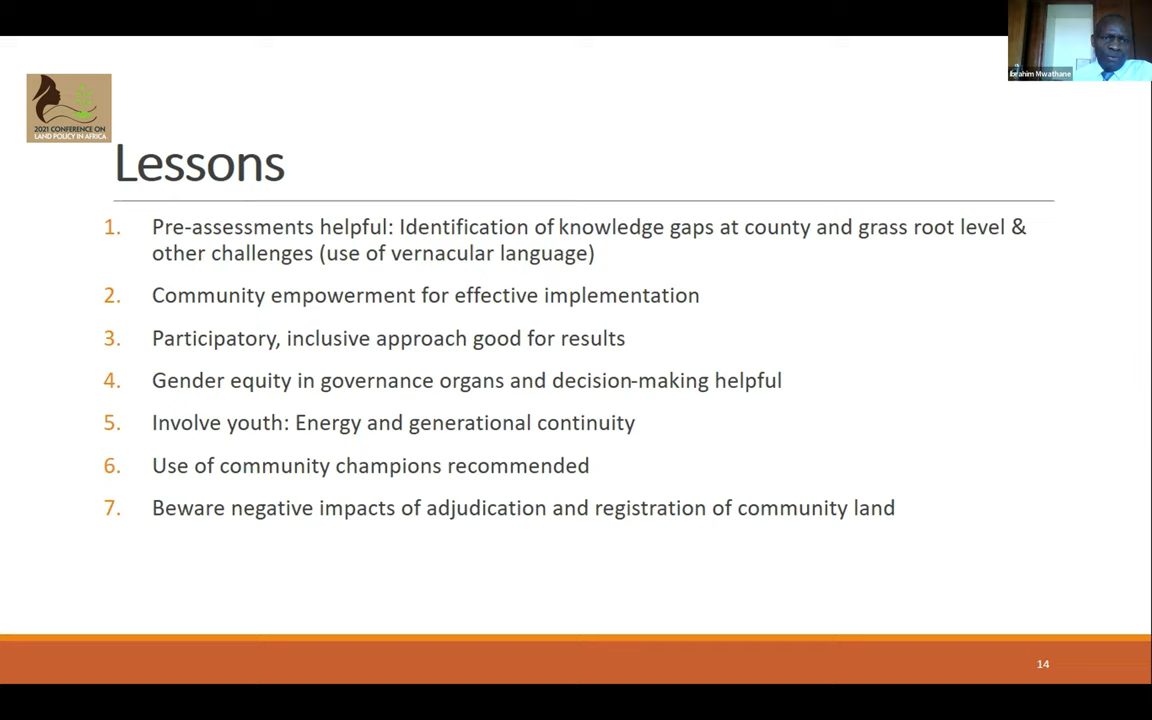 Ibrahim Mwathane
2021 CONFERENCE ON
LAND POLICY IN AFRICA
Lessons
1. Pre-assessments helpful: Identification of knowledge gaps at county and grass root level &
other challenges (use of vernacular language)
2. Community empowerment for effective implementation
3. Participatory, inclusive approach good for results
4. Gender equity in governance organs and decision-making helpful
5. Involve youth: Energy and generational continuity
6. Use of community champions recommended
7. Beware negative impacts of adjudication and registration of community land
14